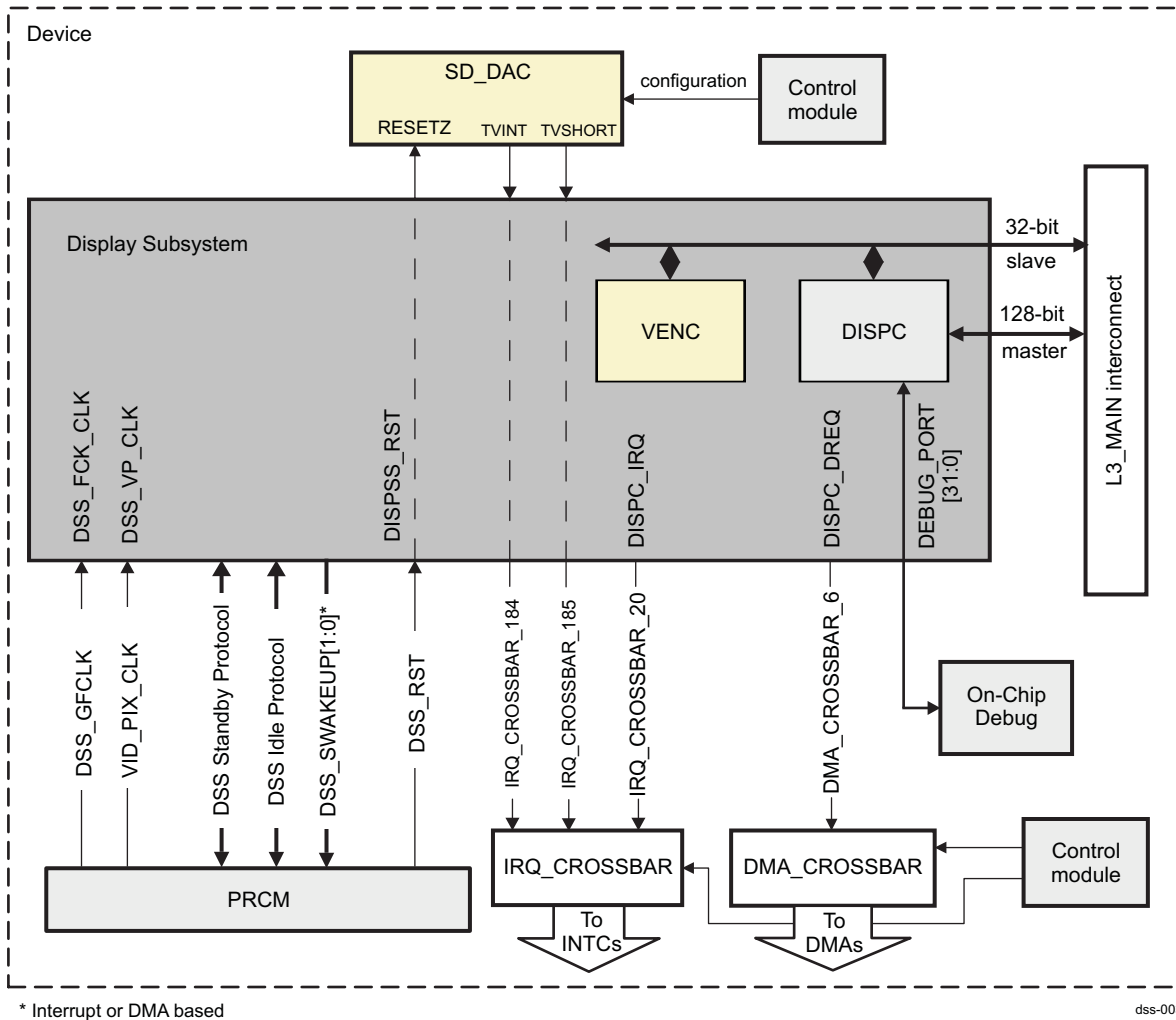 Device
SD_DAC
RESETZ
TVINT
TVSHORT
configuration
Control
module
Display Subsystem
32-bit
slave
128-bit
master
VENC
DISPC
L3_MAIN interconnect
DSS_FCK_CLK
DSS_VP_CLK
DISPSS_RST
DISPC_IRQ
DISPC_DREQ
DEBUG_PORT
[31:0]
DSS_GFCLK
VID_PIX_CLK
DSS Standby Protocol
DSS Idle Protocol
DSS_SWAKEUP[1:0]*
DSS_RST
IRQ_CROSSBAR_184
IRQ_CROSSBAR_185
IRQ_CROSSBAR_20
DMA_CROSSBAR_6
On-Chip
Debug
PRCM
IRQ_CROSSBAR
DMA_CROSSBAR
Control
module
To
INTCs
To
DMAs
* Interrupt or DMA based
dss-00